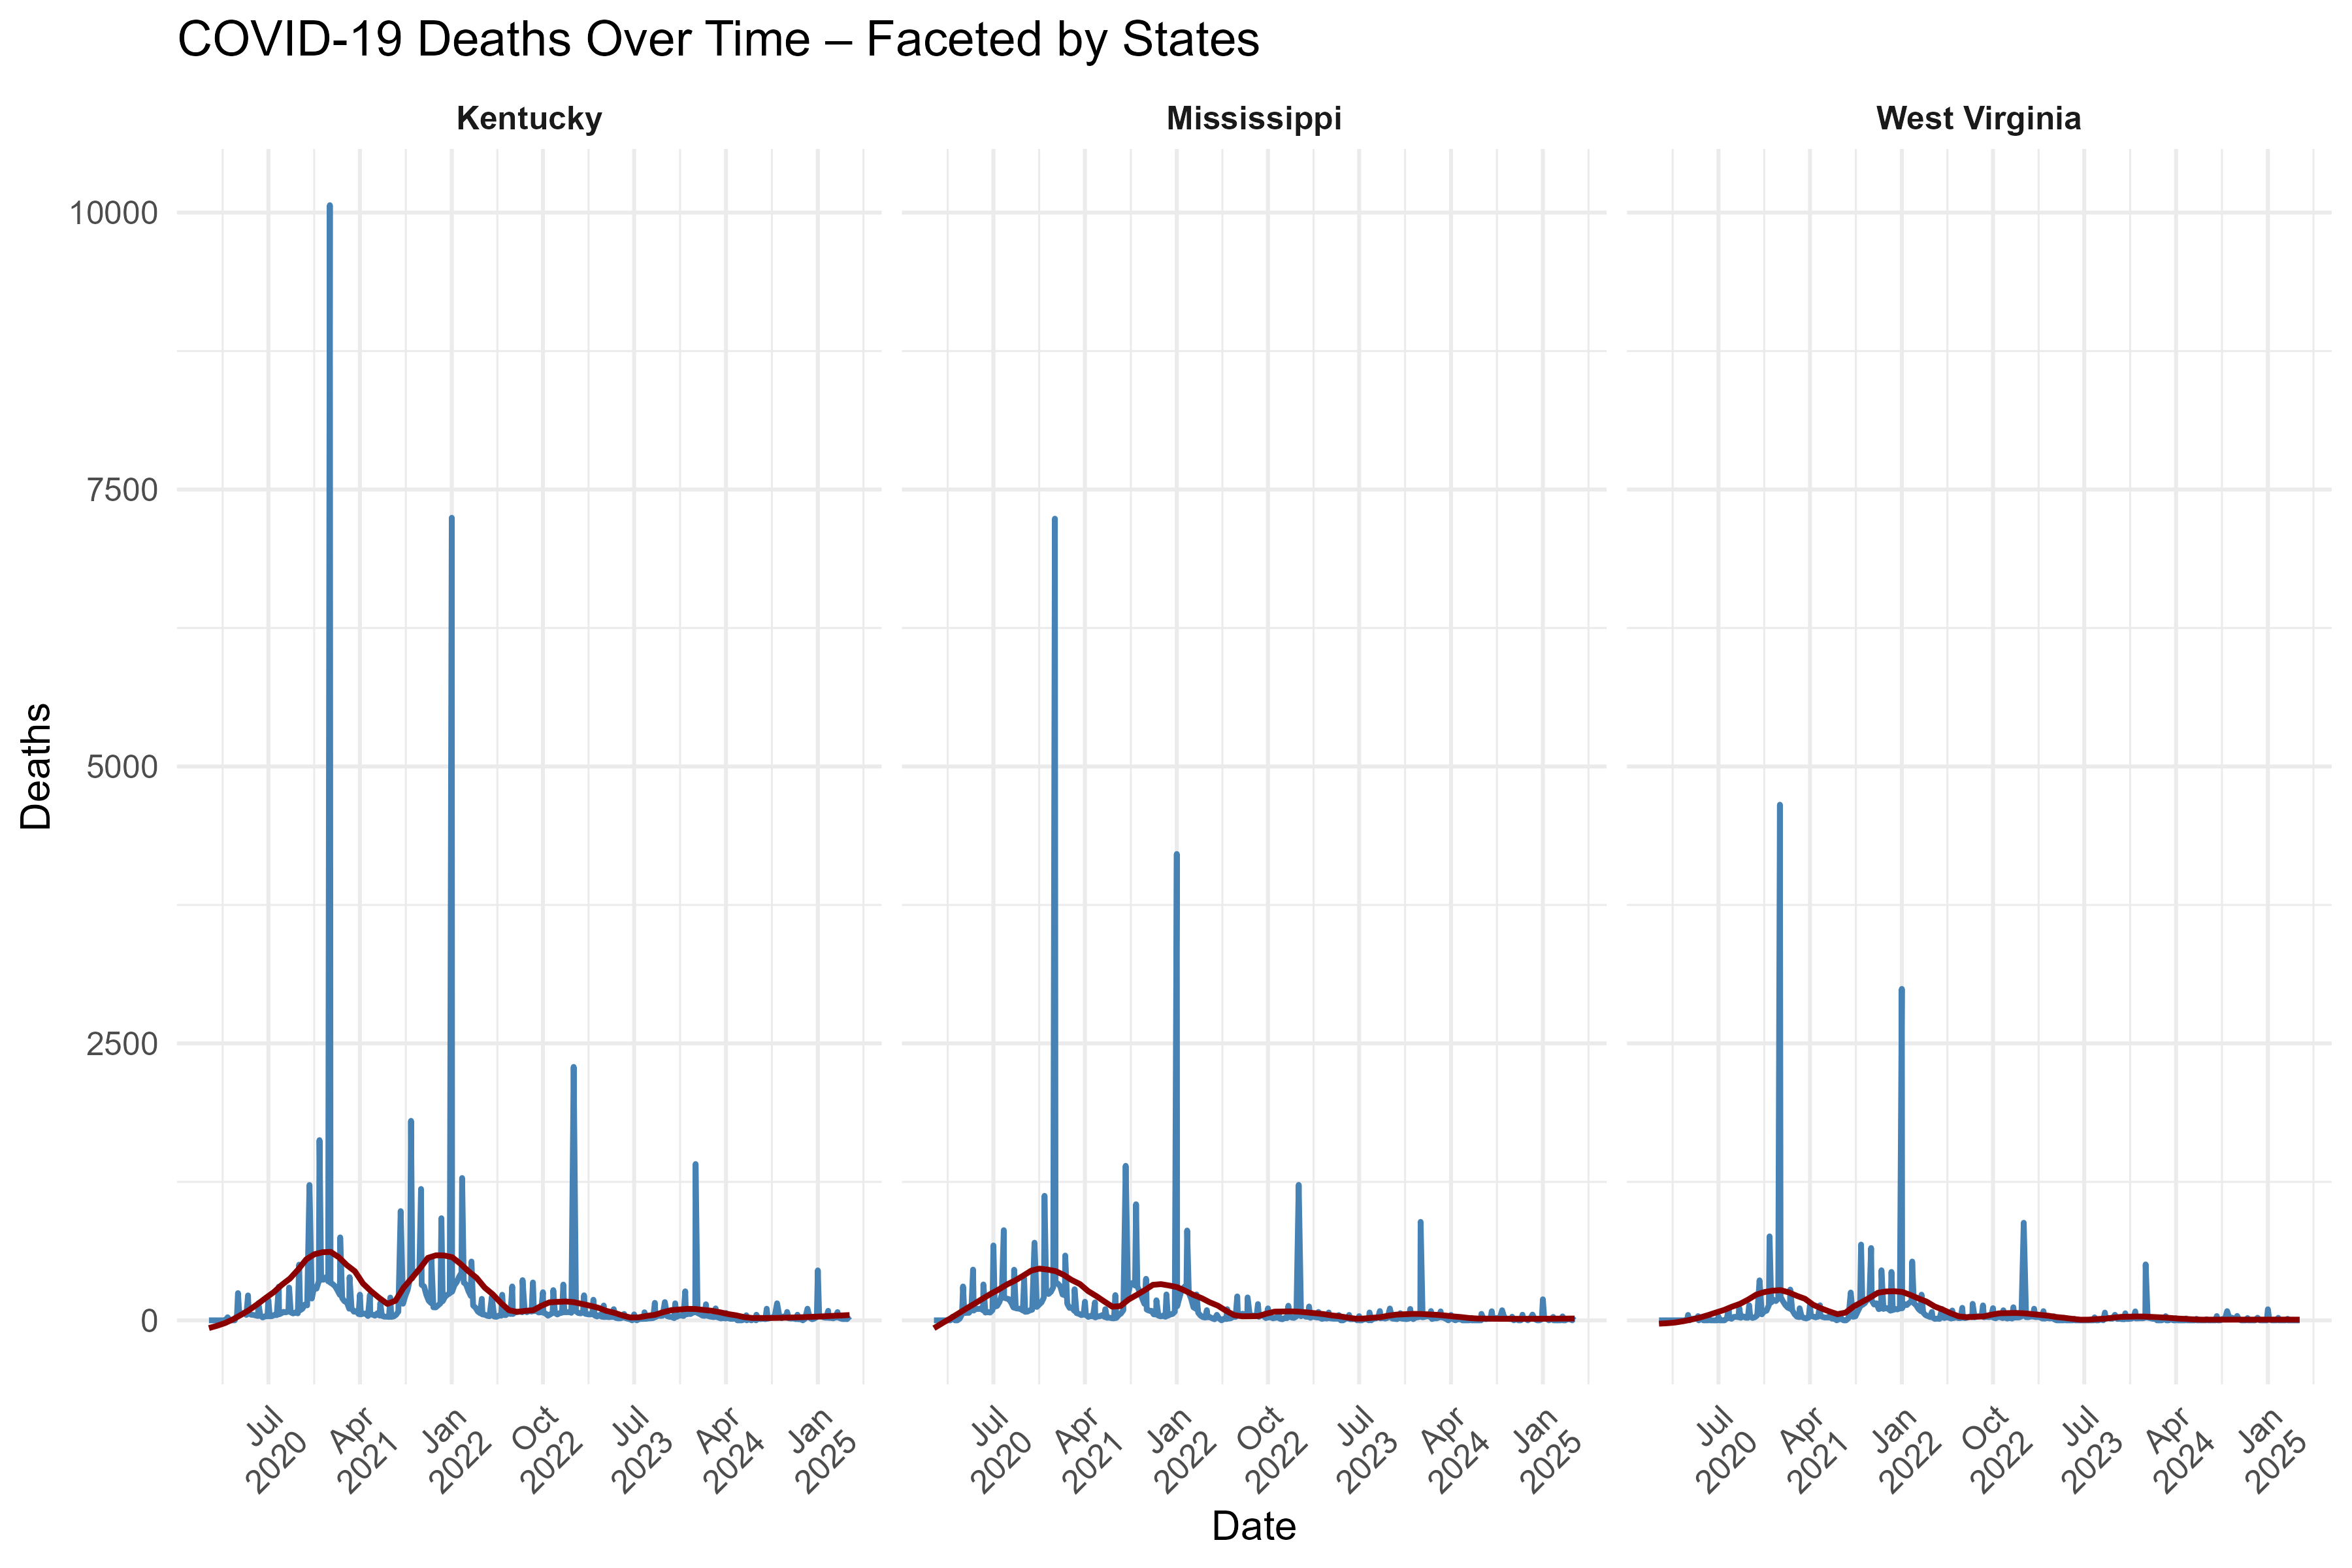 COVID-19 Deaths Over Time – Faceted by States
Kentucky
Mississippi
West Virginia
10000
7500
5000
2500
0
Deaths
Jul
2020
Apr
2021
Jan
2022
Oct
2022
Jul
2023
Apr
2024
Jan
2025
Jul
2020
Apr
2021
Jan
2022
Oct
2022
Jul
2023
Apr
2024
Jan
2025
Jul
2020
Apr
2021
Jan
2022
Oct
2022
Jul
2023
Apr
2024
Jan
2025
Date